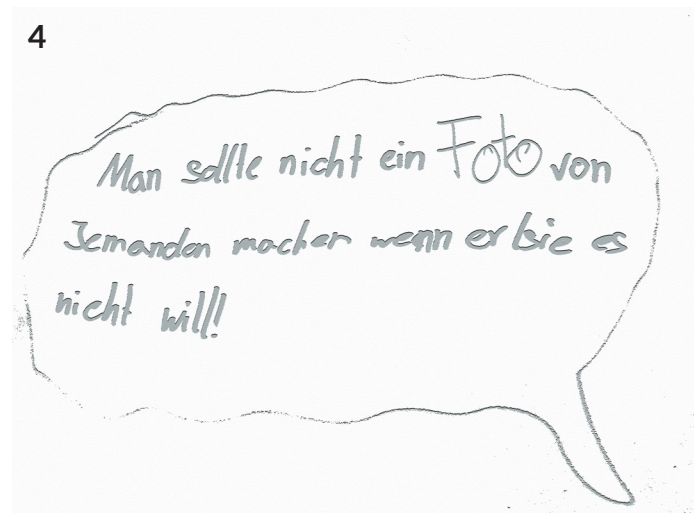 4
Man sollte nicht ein Foto von
Jemanden machen wenn er/sie es
nicht will!